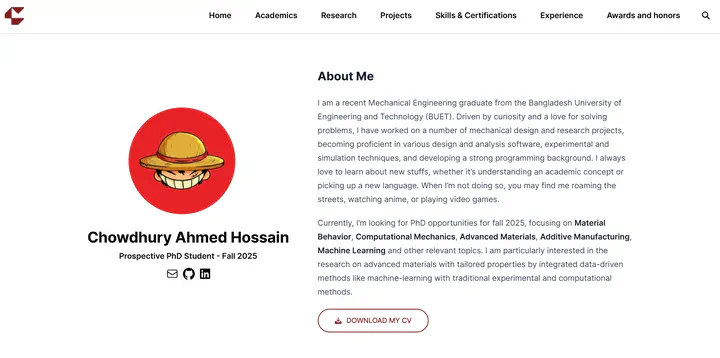 Home Academics Research Projects Skills & Certifications Experience Awards and honors
About Me
I am a recent Mechanical Engineering graduate from the Bangladesh University of
Engineering and Technology (BUET). Driven by curiosity and a love for solving
problems, I have worked on a number of mechanical design and research projects,
becoming proficient in various design and analysis software, experimental and
simulation techniques, and developing a strong programming background. I always
love to learn about new stuffs, whether it's understanding an academic concept or
picking up a new language. When I'm not doing so, you may find me roaming the
streets, watching anime, or playing video games.
Currently, I'm looking for PhD opportunities for fall 2025, focusing on Material
Behavior, Computational Mechanics, Advanced Materials, Additive Manufacturing,
Machine Learning and other relevant topics. I am particularly interested in the
research on advanced materials with tailored properties by integrated data-driven
methods like machine-learning with traditional experimental and computational
methods.
DOWNLOAD MY CV
Chowdhury Ahmed Hossain
Prospective PhD Student - Fall 2025